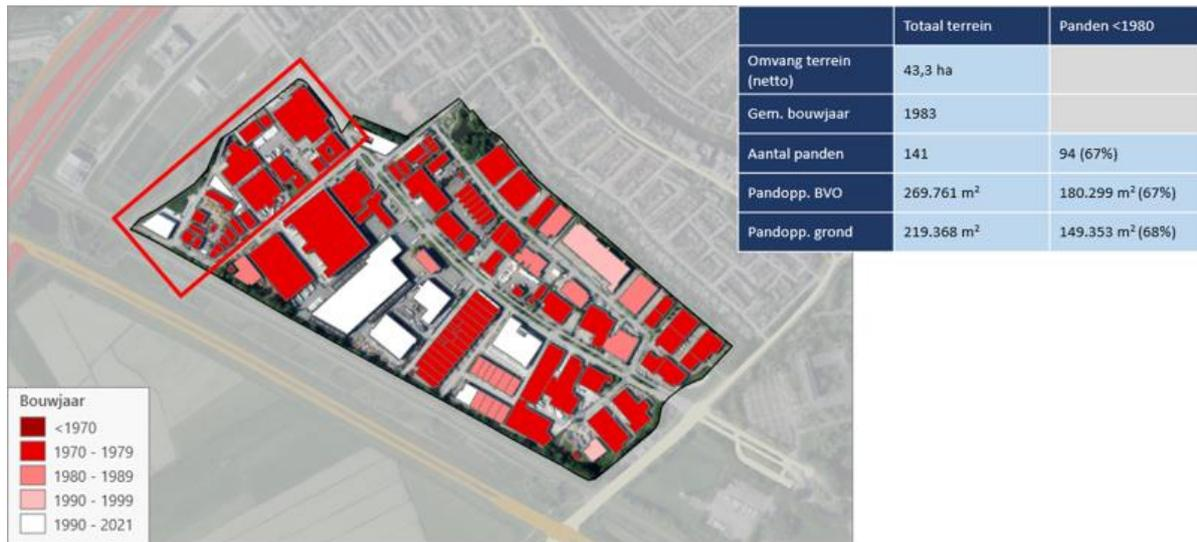 Totaal terrein Panden <1980
Omvang terrein
(netto) 43,3 ha
Gem. bouwjaar 1983
Aantal panden 141 94 (67%)
Pandopp. BVO 269.761 m² 180.299 m² (67%)
Pandopp. grond 219.368 m² 149.353 m² (68%)
Bouwjaar
<1970
1970 - 1979
1980 - 1989
1990 - 1999
1990 - 2021